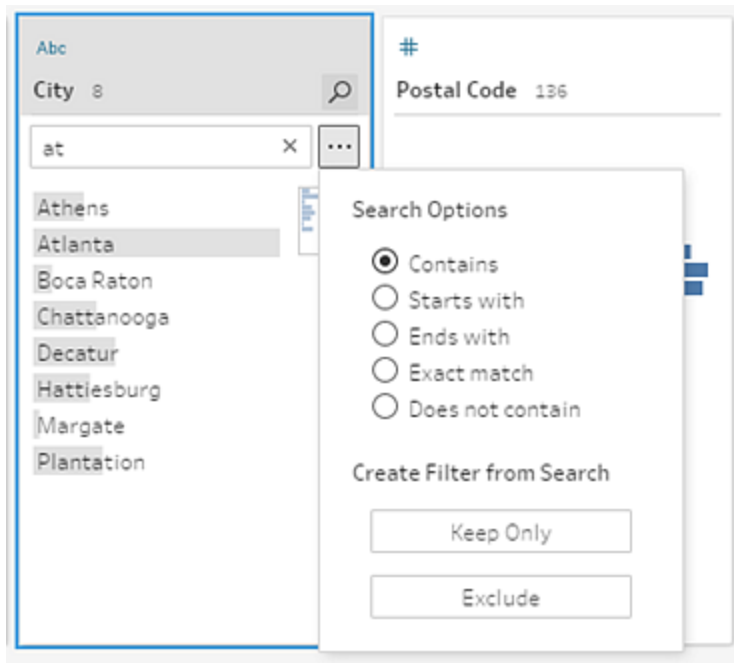 Abc
City 8
at
Athens
Atlanta
Boca Raton
Chattanooga
Decatur
Hattiesburg
Margate
Plantation
#
Postal Code 136
Search Options
Contains
Starts with
Ends with
Exact match
Does not contain
Create Filter from Search
Keep Only
Exclude